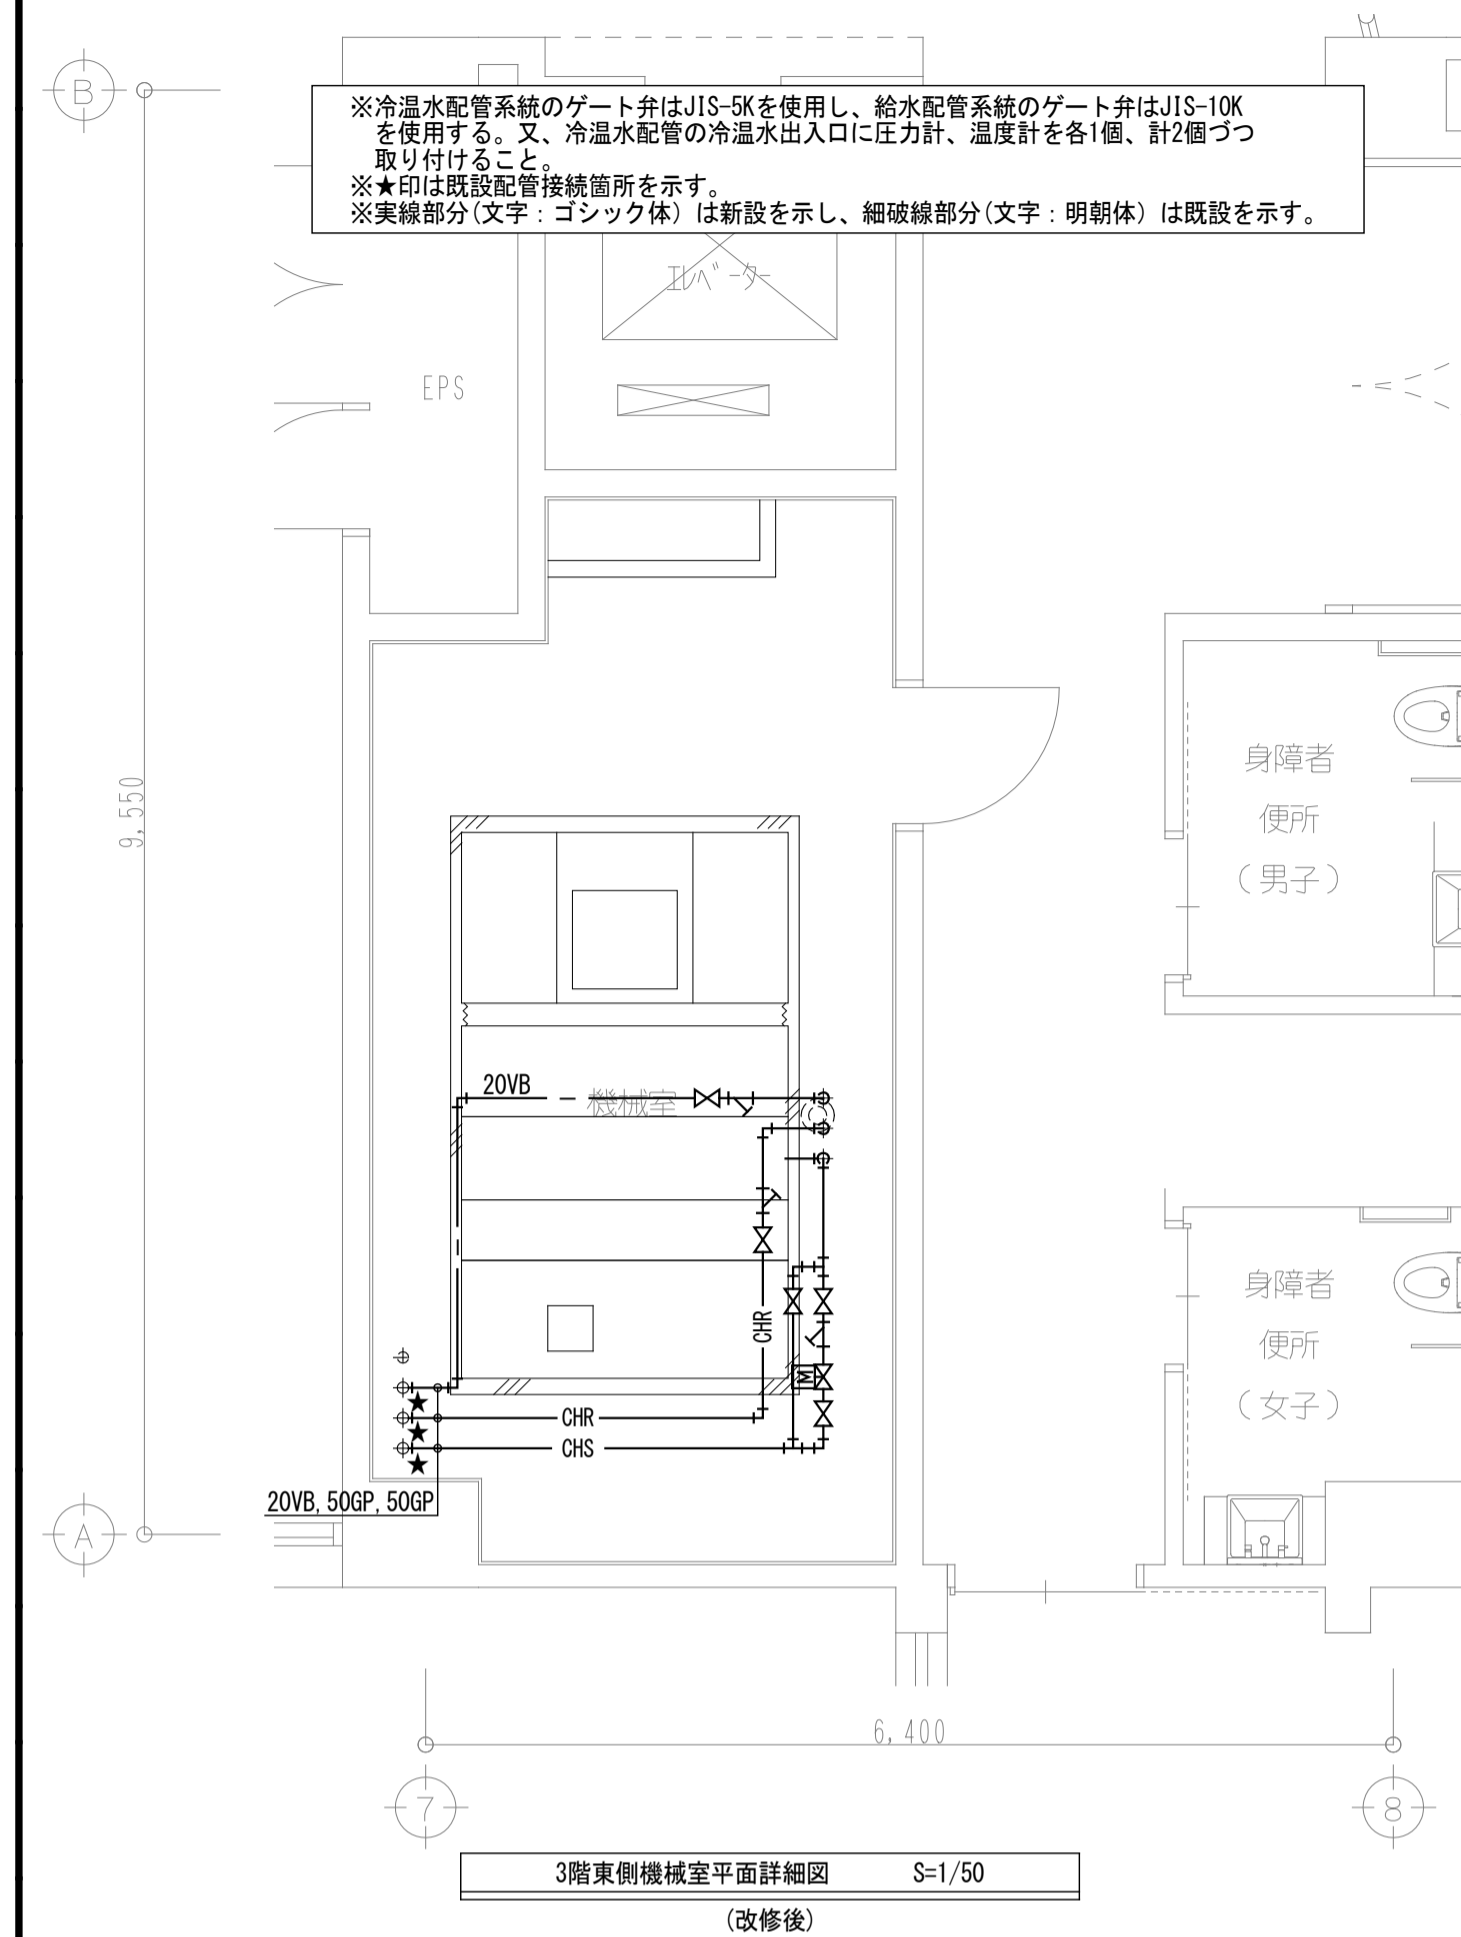 B
※冷温水配管系統のゲート弁はJIS-5Kを使用し、給水配管系統のゲート弁はJIS-10K
を使用する。又、冷温水配管の冷温水出入口に圧力計、温度計を各1個、計2個づつ
取り付けること。
※★印は既設配管接続箇所を示す。
※実線部分(文字：ゴシック体) は新設を示し、細破線部分(文字：明朝体) は既設を示す。
エレベーター
EPS
9,550
身障者
便所
(男子)
20VB
機械室
CHR
M
身障者
便所
(女子)
CHR
CHS
20VB, 50GP, 50GP
A
6,400
7
8
3階東側機械室平面詳細図 S=1/50
(改修後)